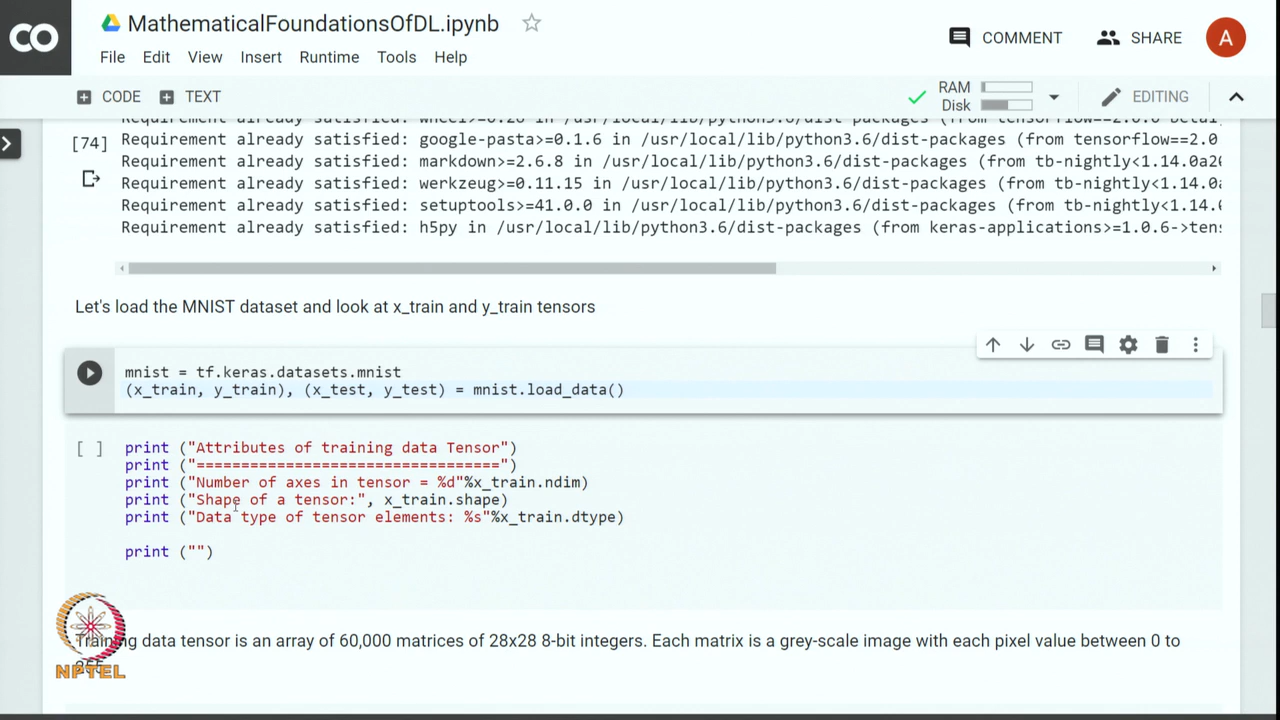 CO
MathematicalFoundationsOfDL.ipynb
COMMENT
SHARE
A
File Edit View Insert Runtime Tools Help
CODE
TEXT
RAM
Disk
EDITING
[74]
Requirement already satisfied: google-pasta>=0.1.6 in /usr/local/lib/python3.6/dist-packages (from tensorflow==2.0
Requirement already satisfied: markdown>=2.6.8 in /usr/local/lib/python3.6/dist-packages (from tb-nightly<1.14.0a20
Requirement already satisfied: werkzeug>=0.11.15 in /usr/local/lib/python3.6/dist-packages (from tb-nightly<1.14.0a
Requirement already satisfied: setuptools>=41.0.0 in /usr/local/lib/python3.6/dist-packages (from tb-nightly<1.14.0
Requirement already satisfied: h5py in /usr/local/lib/python3.6/dist-packages (from keras-applications>=1.0.6->tens
Let's load the MNIST dataset and look at x_train and y_train tensors
mnist = tf.keras.datasets.mnist
(x_train, y_train), (x_test, y_test) = mnist.load_data()
[ ]
print ("Attributes of training data Tensor")
print ("==================================")
print ("Number of axes in tensor = %d"%x_train.ndim)
print ("Shape of a tensor:", x_train.shape)
print ("Data type of tensor elements: %s"%x_train.dtype)
print ("")
Training data tensor is an array of 60,000 matrices of 28x28 8-bit integers. Each matrix is a grey-scale image with each pixel value between 0 to
NPTEL